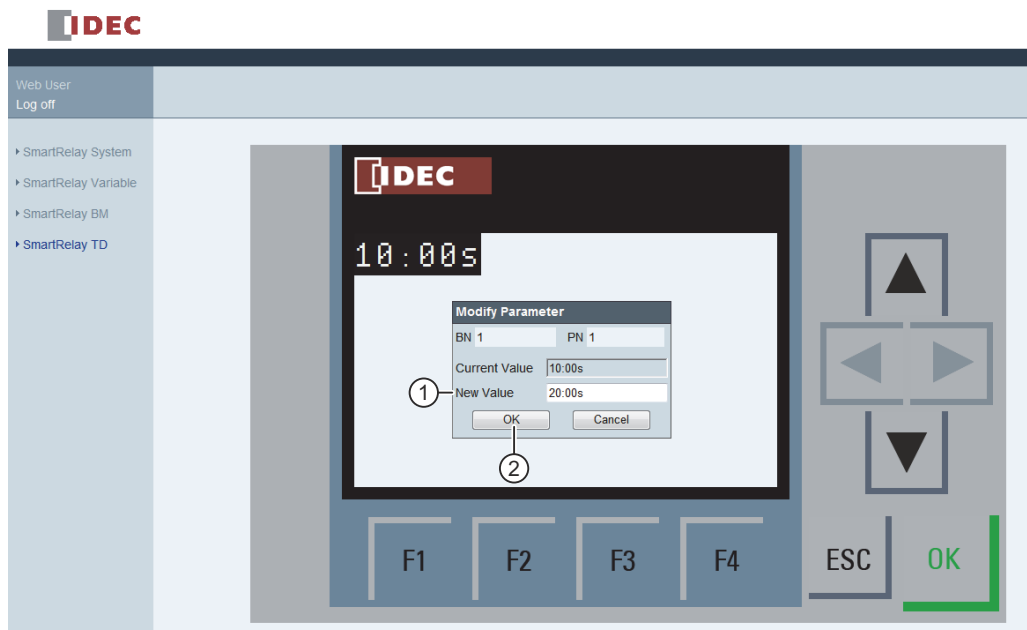 IDEC
Web User
Log off
SmartRelay System
SmartRelay Variable
SmartRelay BM
SmartRelay TD
IDEC
10:00s
Modify Parameter
BN 1 PN 1
Current Value 10:00s
1 New Value 20:00s
OK Cancel
2
F1 F2 F3 F4 ESC OK